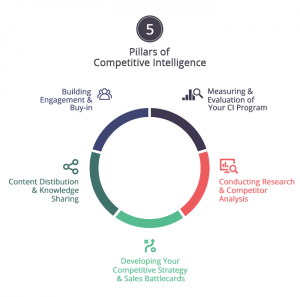 5
Pillars of
Competitive Intelligence
Building
Engagement &
Buy-in
Measuring &
Evaluation of
Your CI Program
Content Distibution
& Knowledge
Sharing
Conducting Research
& Competitor
Analysis
Developing Your
Competitive Strategy
& Sales Battlecards